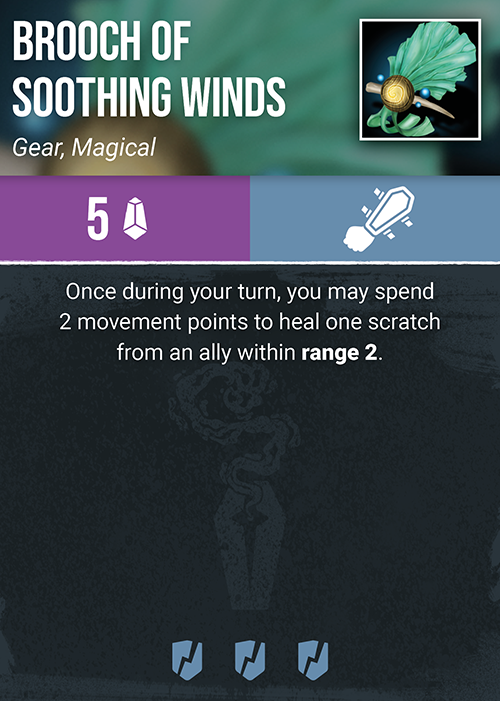 BROOCH OF
SOOTHING WINDS
Gear, Magical
5
Once during your turn, you may spend
2 movement points to heal one scratch
from an ally within range 2.